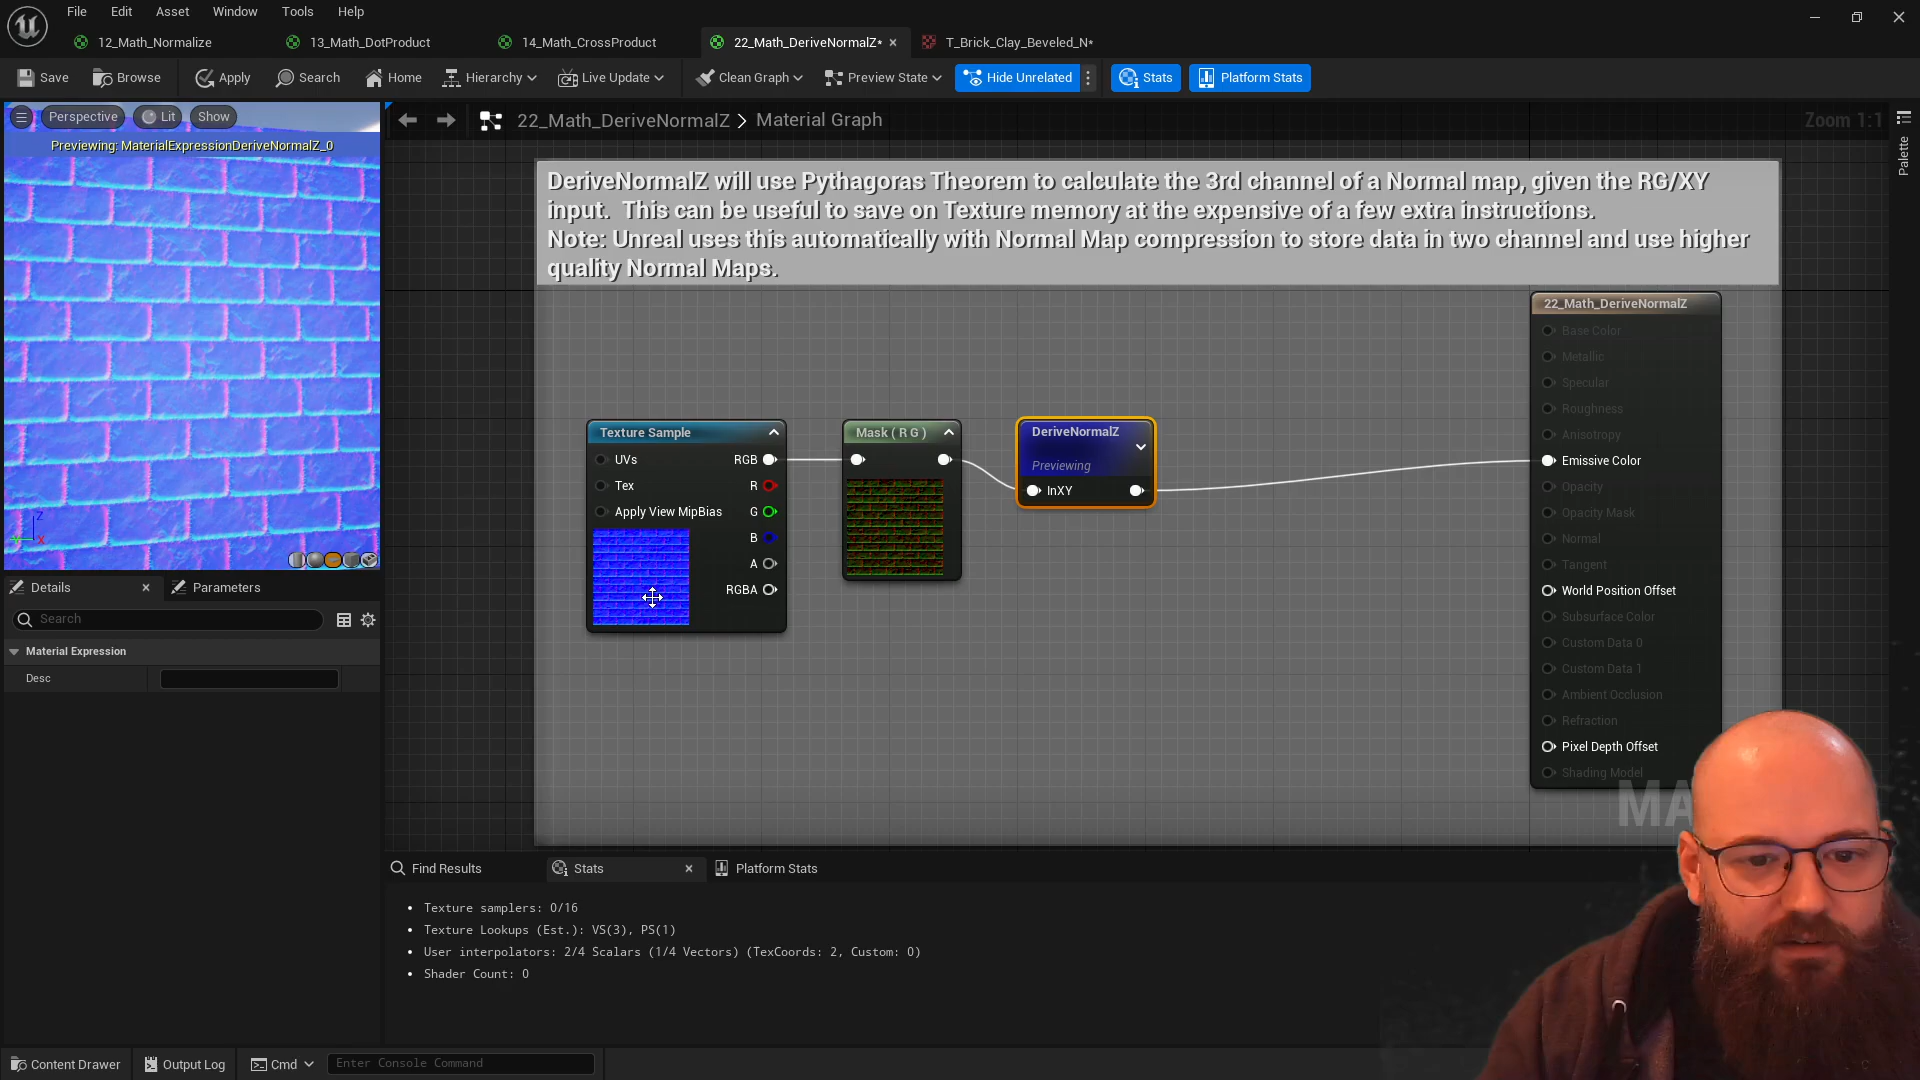 File Edit Asset Window Tools Help
12_Math_Normalize 13_Math_DotProduct 14_Math_CrossProduct 22_Math_DeriveNormalZ* T_Brick_Clay_Beveled_N*
Save Browse Apply Search Home Hierarchy Live Update Clean Graph Preview State Hide Unrelated Stats Platform Stats
Perspective Lit Show
Previewing: MaterialExpressionDeriveNormalZ_0
22_Math_DeriveNormalZ > Material Graph
Zoom 1:1
Palette
DeriveNormalZ will use Pythagoras Theorem to calculate the 3rd channel of a Normal map, given the RG/XY
input. This can be useful to save on Texture memory at the expensive of a few extra instructions.
Note: Unreal uses this automatically with Normal Map compression to store data in two channel and use higher
quality Normal Maps.
Texture Sample
UVs RGB
Tex R
Apply View MipBias G
B
A
RGBA
Mask ( R G )
DeriveNormalZ
Previewing
InXY
22_Math_DeriveNormalZ
Base Color
Metallic
Specular
Roughness
Anisotropy
Emissive Color
Opacity
Opacity Mask
Normal
Tangent
World Position Offset
Subsurface Color
Custom Data 0
Custom Data 1
Ambient Occlusion
Refraction
Pixel Depth Offset
Shading Model
Z
X
Details Parameters
Search
Material Expression
Desc
Find Results Stats Platform Stats
Texture samplers: 0/16
Texture Lookups (Est.): VS(3), PS(1)
User interpolators: 2/4 Scalars (1/4 Vectors) (TexCoords: 2, Custom: 0)
Shader Count: 0
Content Drawer Output Log Cmd Enter Console Command